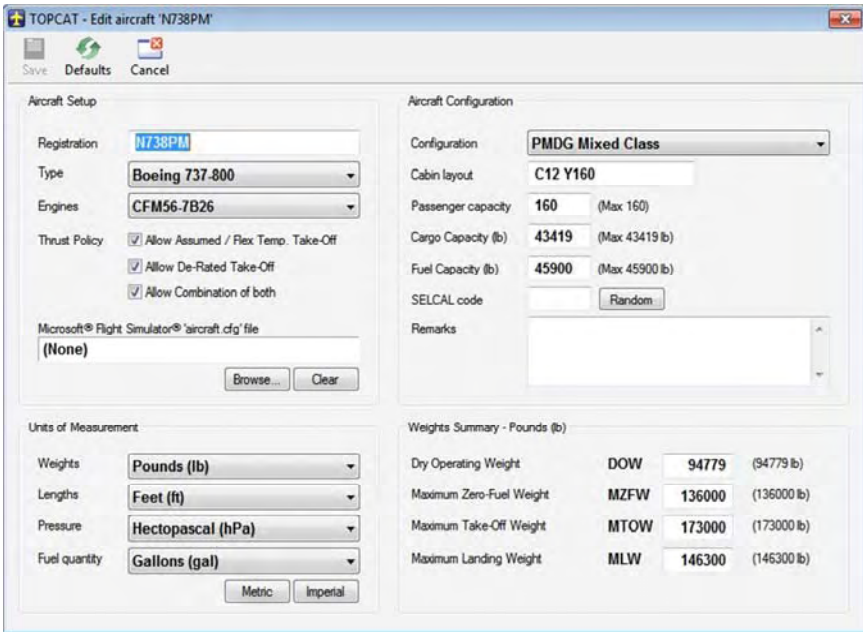 TOPCAT - Edit aircraft 'N738PM'
Save Defaults Cancel
Aircraft Setup
Registration N738PM
Type Boeing 737-800
Engines CFM56-7B26
Thrust Policy Allow Assumed / Flex Temp. Take-Off
Alllow De-Rated Take-Off
Allow Combination of both
Microsoft® Flight Simulator® 'aircraft.cfg' file
(None)
Browse... Clear
Aircraft Configuration
Configuration PMDG Mixed Class
Cabin layout C12 Y160
Passenger capacity 160 (Max 160)
Cargo Capacity (lb) 43419 (Max 43419 lb)
Fuel Capacity (lb) 45900 (Max 45900 lb)
SELCAL code Random
Remarks
Units of Measurement
Weights Pounds (lb)
Lengths Feet (ft)
Pressure Hectopascal (hPa)
Fuel quantity Gallons (gal)
Metric Imperial
Weights Summary - Pounds (lb)
Dry Operating Weight DOW 94779 (94779 lb)
Maximum Zero-Fuel Weight MZFW 136000 (136000 lb)
Maximum Take-Off Weight MTOW 173000 (173000 lb)
Maximum Landing Weight MLW 146300 (146300 lb)